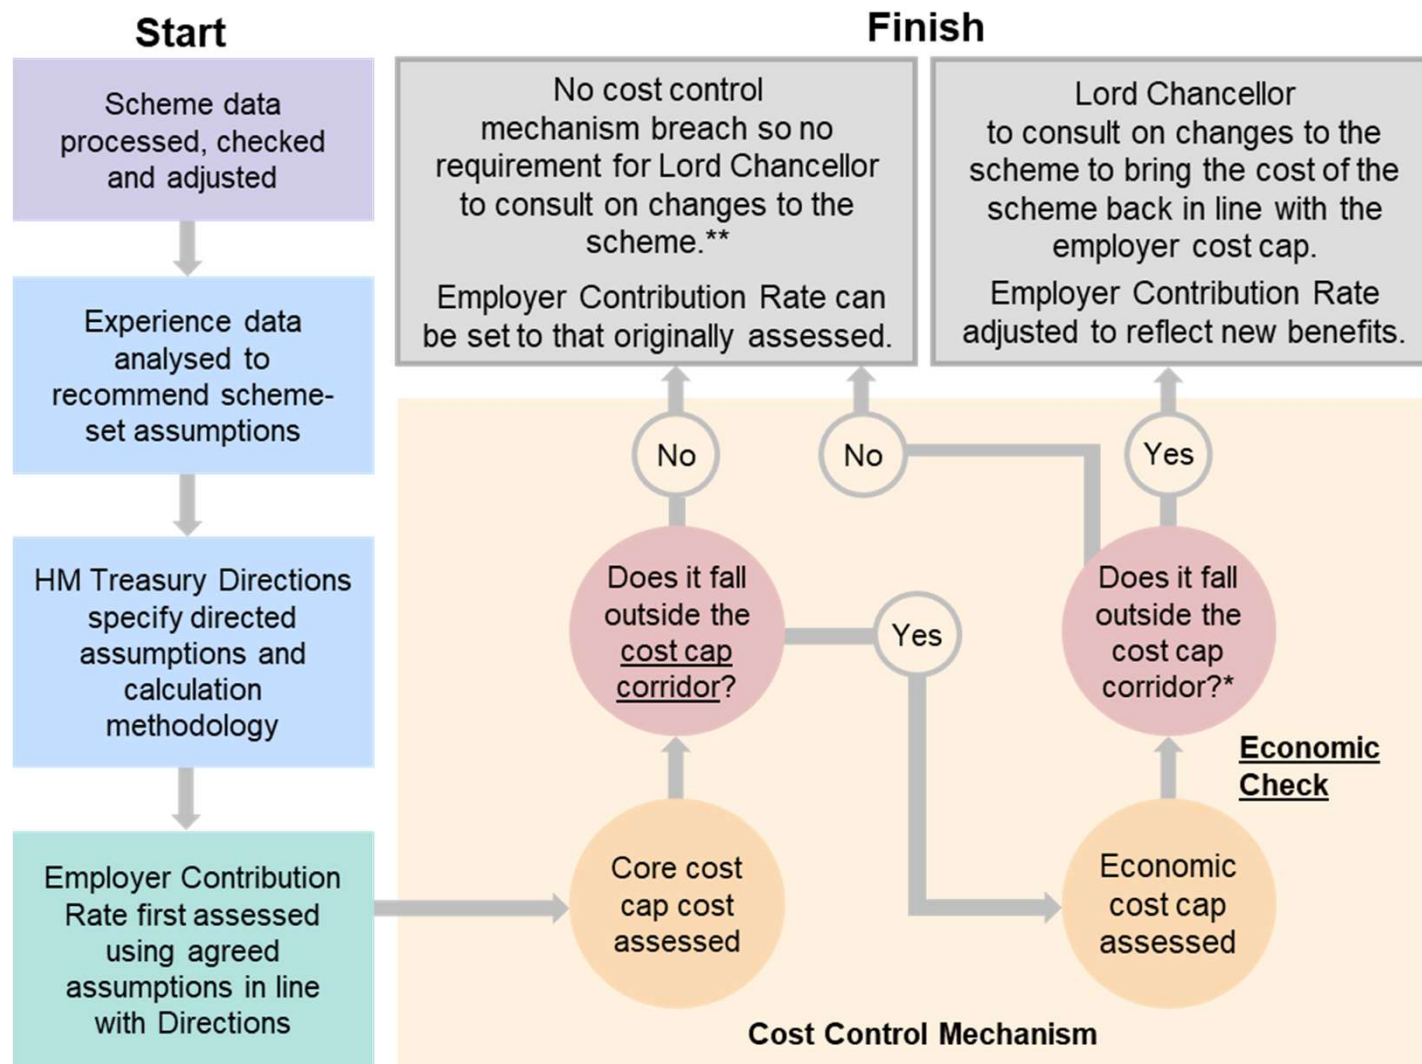 Start
Scheme data
processed, checked
and adjusted
Experience data
analysed to
recommend scheme-
set assumptions
HM Treasury Directions
specify directed
assumptions and
calculation
methodology
Employer Contribution
Rate first assessed
using agreed
assumptions in line
with Directions
Finish
No cost control
mechanism breach so no
requirement for Lord Chancellor
to consult on changes to the
scheme.**
Employer Contribution Rate can
be set to that originally assessed.
Lord Chancellor
to consult on changes to the
scheme to bring the cost of the
scheme back in line with the
employer cost cap.
Employer Contribution Rate
adjusted to reflect new benefits.
No
No
Yes
Does it fall
outside the
cost cap
corridor?
Yes
Does it fall
outside the
cost cap
corridor?*
Economic
Check
Core cost
cap cost
assessed
Economic
cost cap
assessed
Cost Control Mechanism